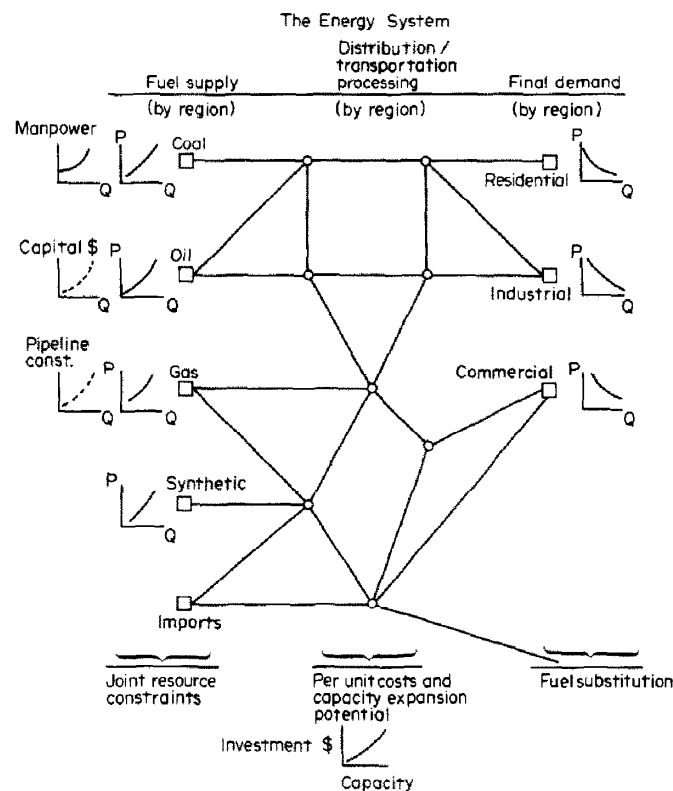 The Energy System
Distribution /
transportation
Fuel supply processing Final demand
(by region) (by region) (by region)
Manpower
P Coal P
Q Q Residential Q
Capital $
P Oil P
Q Q Industrial Q
Pipeline
const.
P Gas Commercial P
Q Q Q
P Synthetic
Q
Imports
Joint resource
constraints
Per unit costs and
capacity expansion
potential
Fuel substitution
Investment $
Capacity